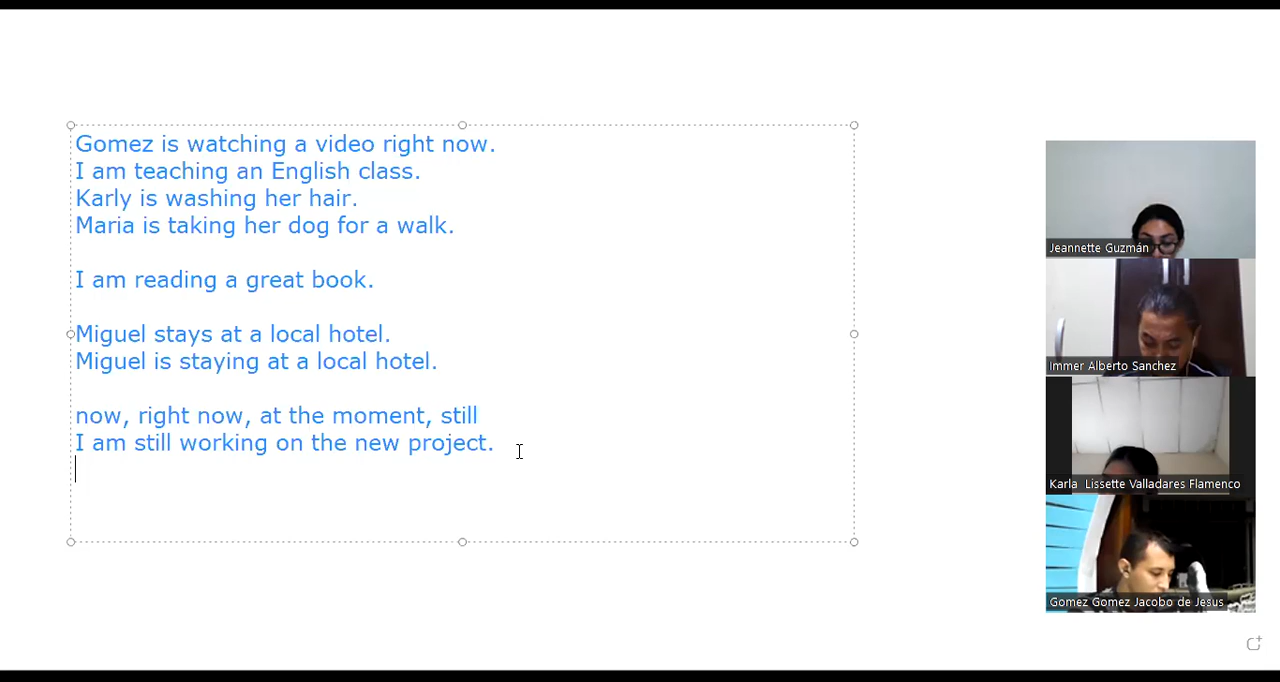 Gomez is watching a video right now.
I am teaching an English class.
Karly is washing her hair.
Maria is taking her dog for a walk.
I am reading a great book.
Miguel stays at a local hotel.
Miguel is staying at a local hotel.
now, right now, at the moment, still
I am still working on the new project.
Jeannette Guzmán
Immer Alberto Sanchez
Karla Lissette Valladares Flamenco
Gomez Gomez Jacobo de Jesus